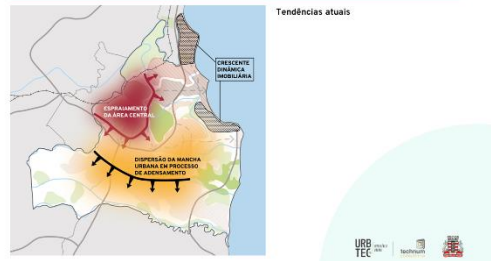 Tendências atuais
CRESCENTE
DINÂMICA
IMOBILIÁRIA
ESPRAIAMENTO
DA ÁREA CENTRAL
DISPERSÃO DA MANCHA
URBANA EM PROCESSO
DE ADENSAMENTO
URB
TEC
technum